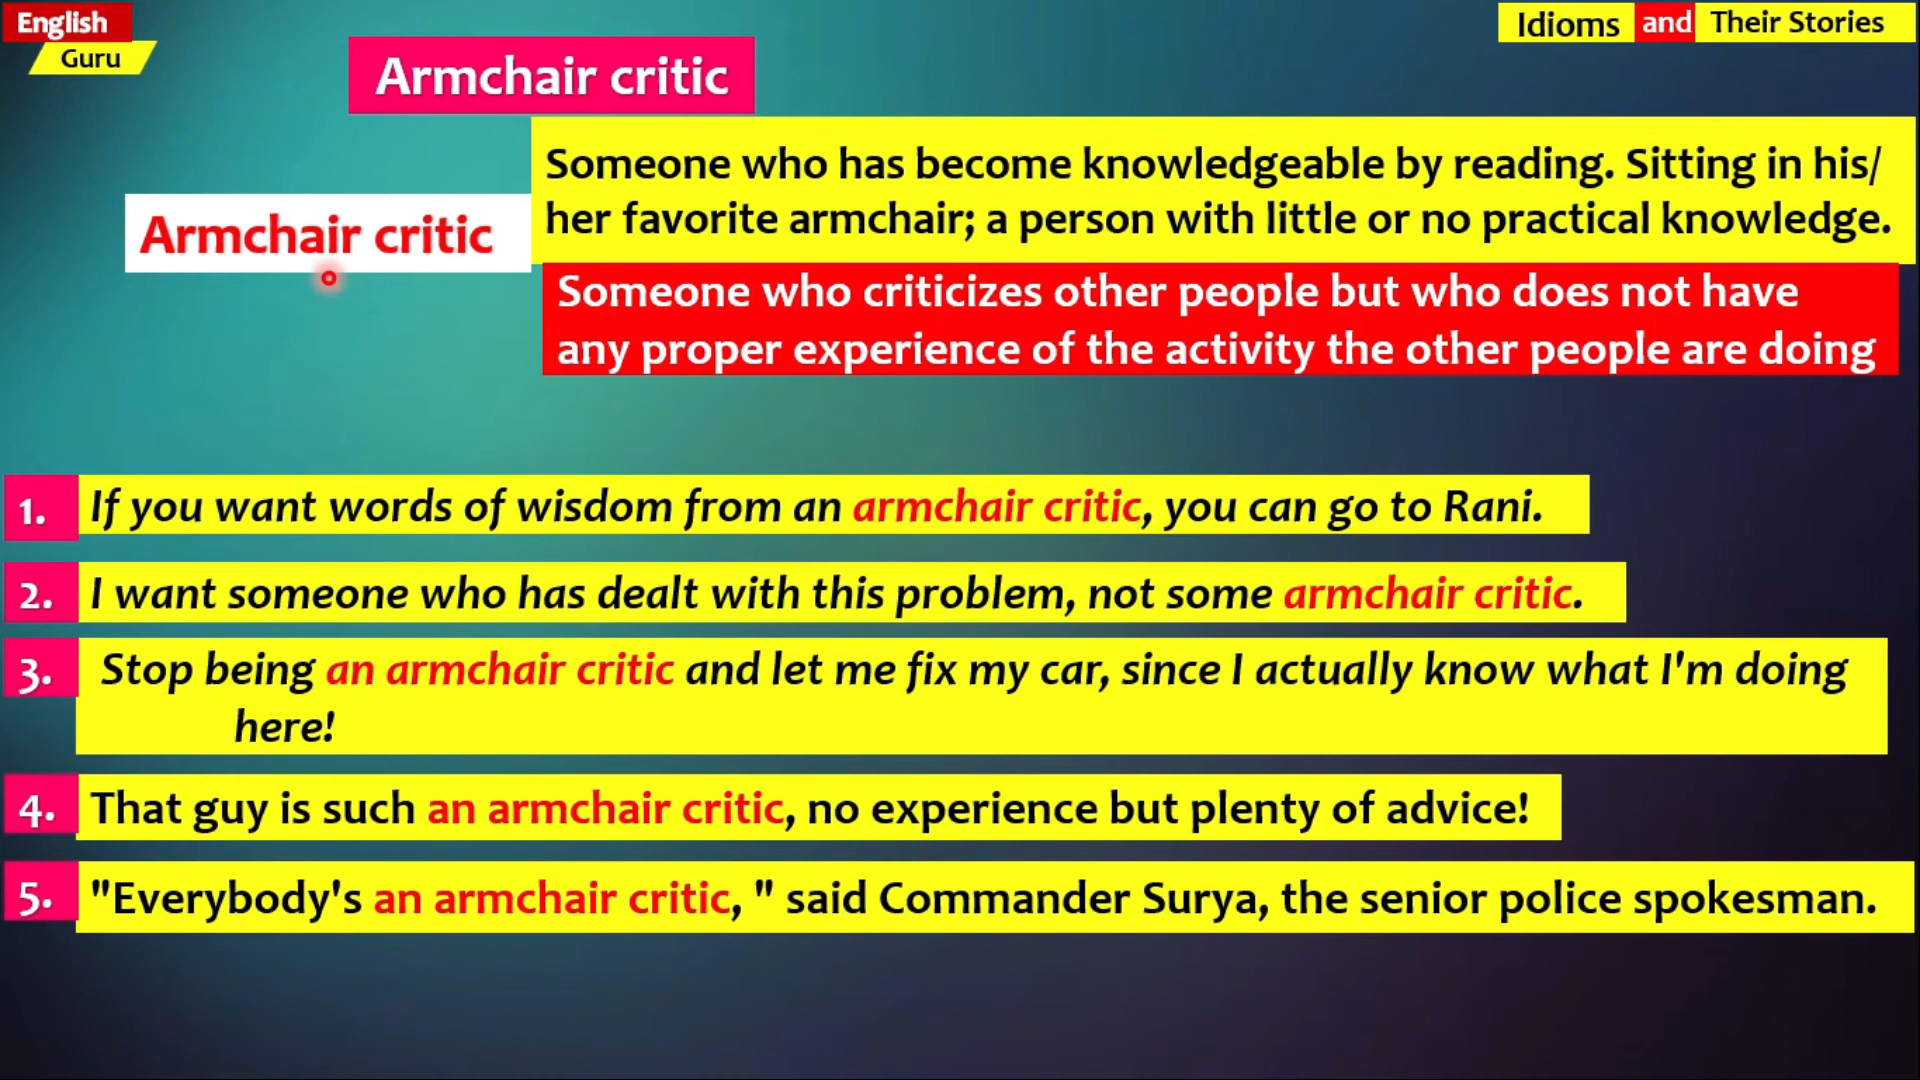 English
Guru
Idioms and Their Stories
Armchair critic
Armchair critic
Someone who has become knowledgeable by reading. Sitting in his/
her favorite armchair; a person with little or no practical knowledge.
Someone who criticizes other people but who does not have
any proper experience of the activity the other people are doing
1. If you want words of wisdom from an armchair critic, you can go to Rani.
2. I want someone who has dealt with this problem, not some armchair critic.
3. Stop being an armchair critic and let me fix my car, since I actually know what I'm doing
here!
4. That guy is such an armchair critic, no experience but plenty of advice!
5. "Everybody's an armchair critic, " said Commander Surya, the senior police spokesman.